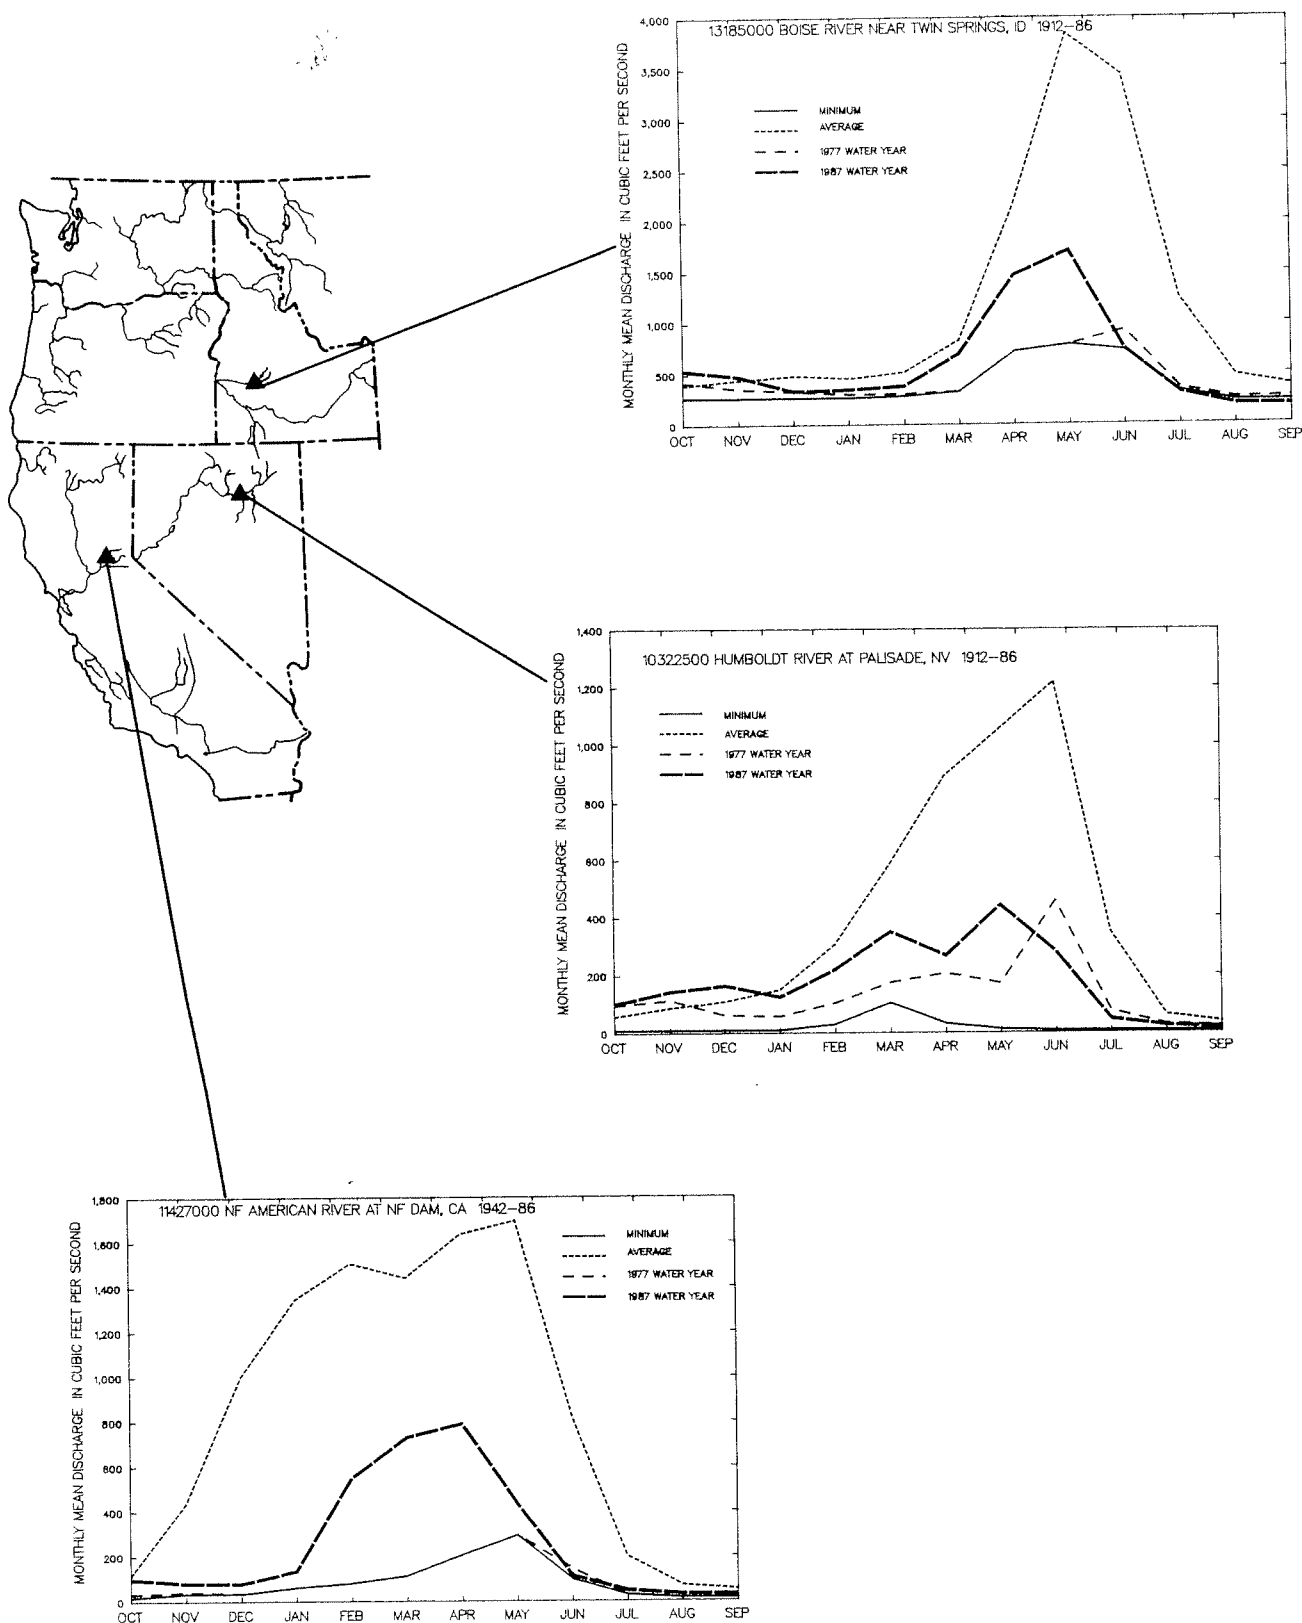 13185000 BOISE RIVER NEAR TWIN SPRINGS, ID 1912-86
MONTHLY MEAN DISCHARGE IN CUBIC FEET PER SECOND
4,000
3,500
3,000
2,500
2,000
1,500
1,000
500
0
MINIMUM
AVERAGE
1977 WATER YEAR
1987 WATER YEAR
OCT NOV DEC JAN FEB MAR APR MAY JUN JUL AUG SEP
10322500 HUMBOLDT RIVER AT PALISADE, NV 1912-86
MONTHLY MEAN DISCHARGE IN CUBIC FEET PER SECOND
1,400
1,200
1,000
800
600
400
200
0
MINIMUM
AVERAGE
1977 WATER YEAR
1987 WATER YEAR
OCT NOV DEC JAN FEB MAR APR MAY JUN JUL AUG SEP
11427000 NF AMERICAN RIVER AT NF DAM, CA 1942-86
MONTHLY MEAN DISCHARGE IN CUBIC FEET PER SECOND
1,800
1,600
1,400
1,200
1,000
800
600
400
200
0
MINIMUM
AVERAGE
1977 WATER YEAR
1987 WATER YEAR
OCT NOV DEC JAN FEB MAR APR MAY JUN JUL AUG SEP